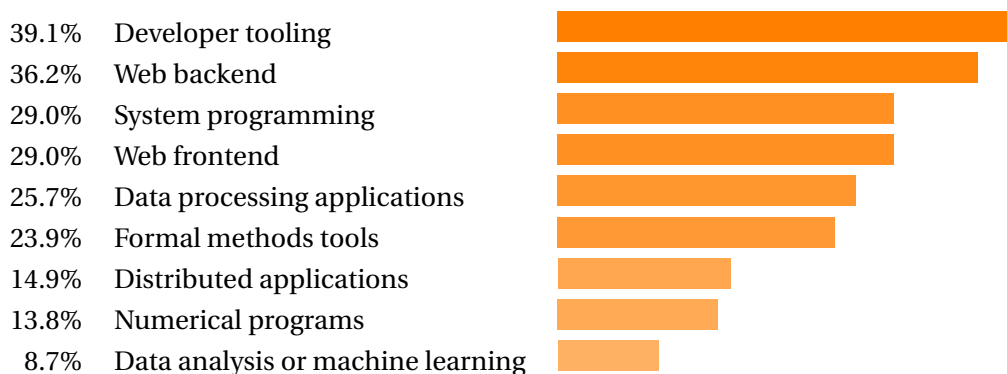 39.1% Developer tooling
36.2% Web backend
29.0% System programming
29.0% Web frontend
25.7% Data processing applications
23.9% Formal methods tools
14.9% Distributed applications
13.8% Numerical programs
8.7% Data analysis or machine learning